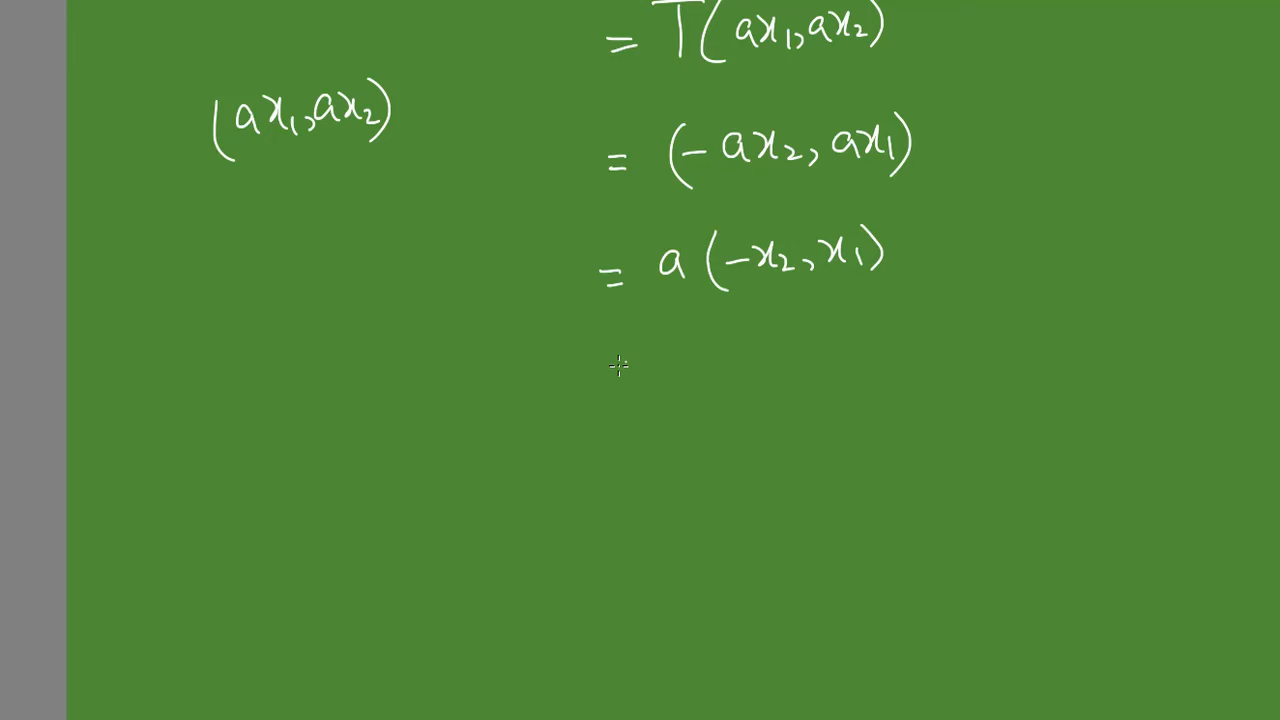 = T(ax₁, ax₂)
(ax₁, ax₂)
= (-ax₂, ax₁)
= a(-x₂, x₁)